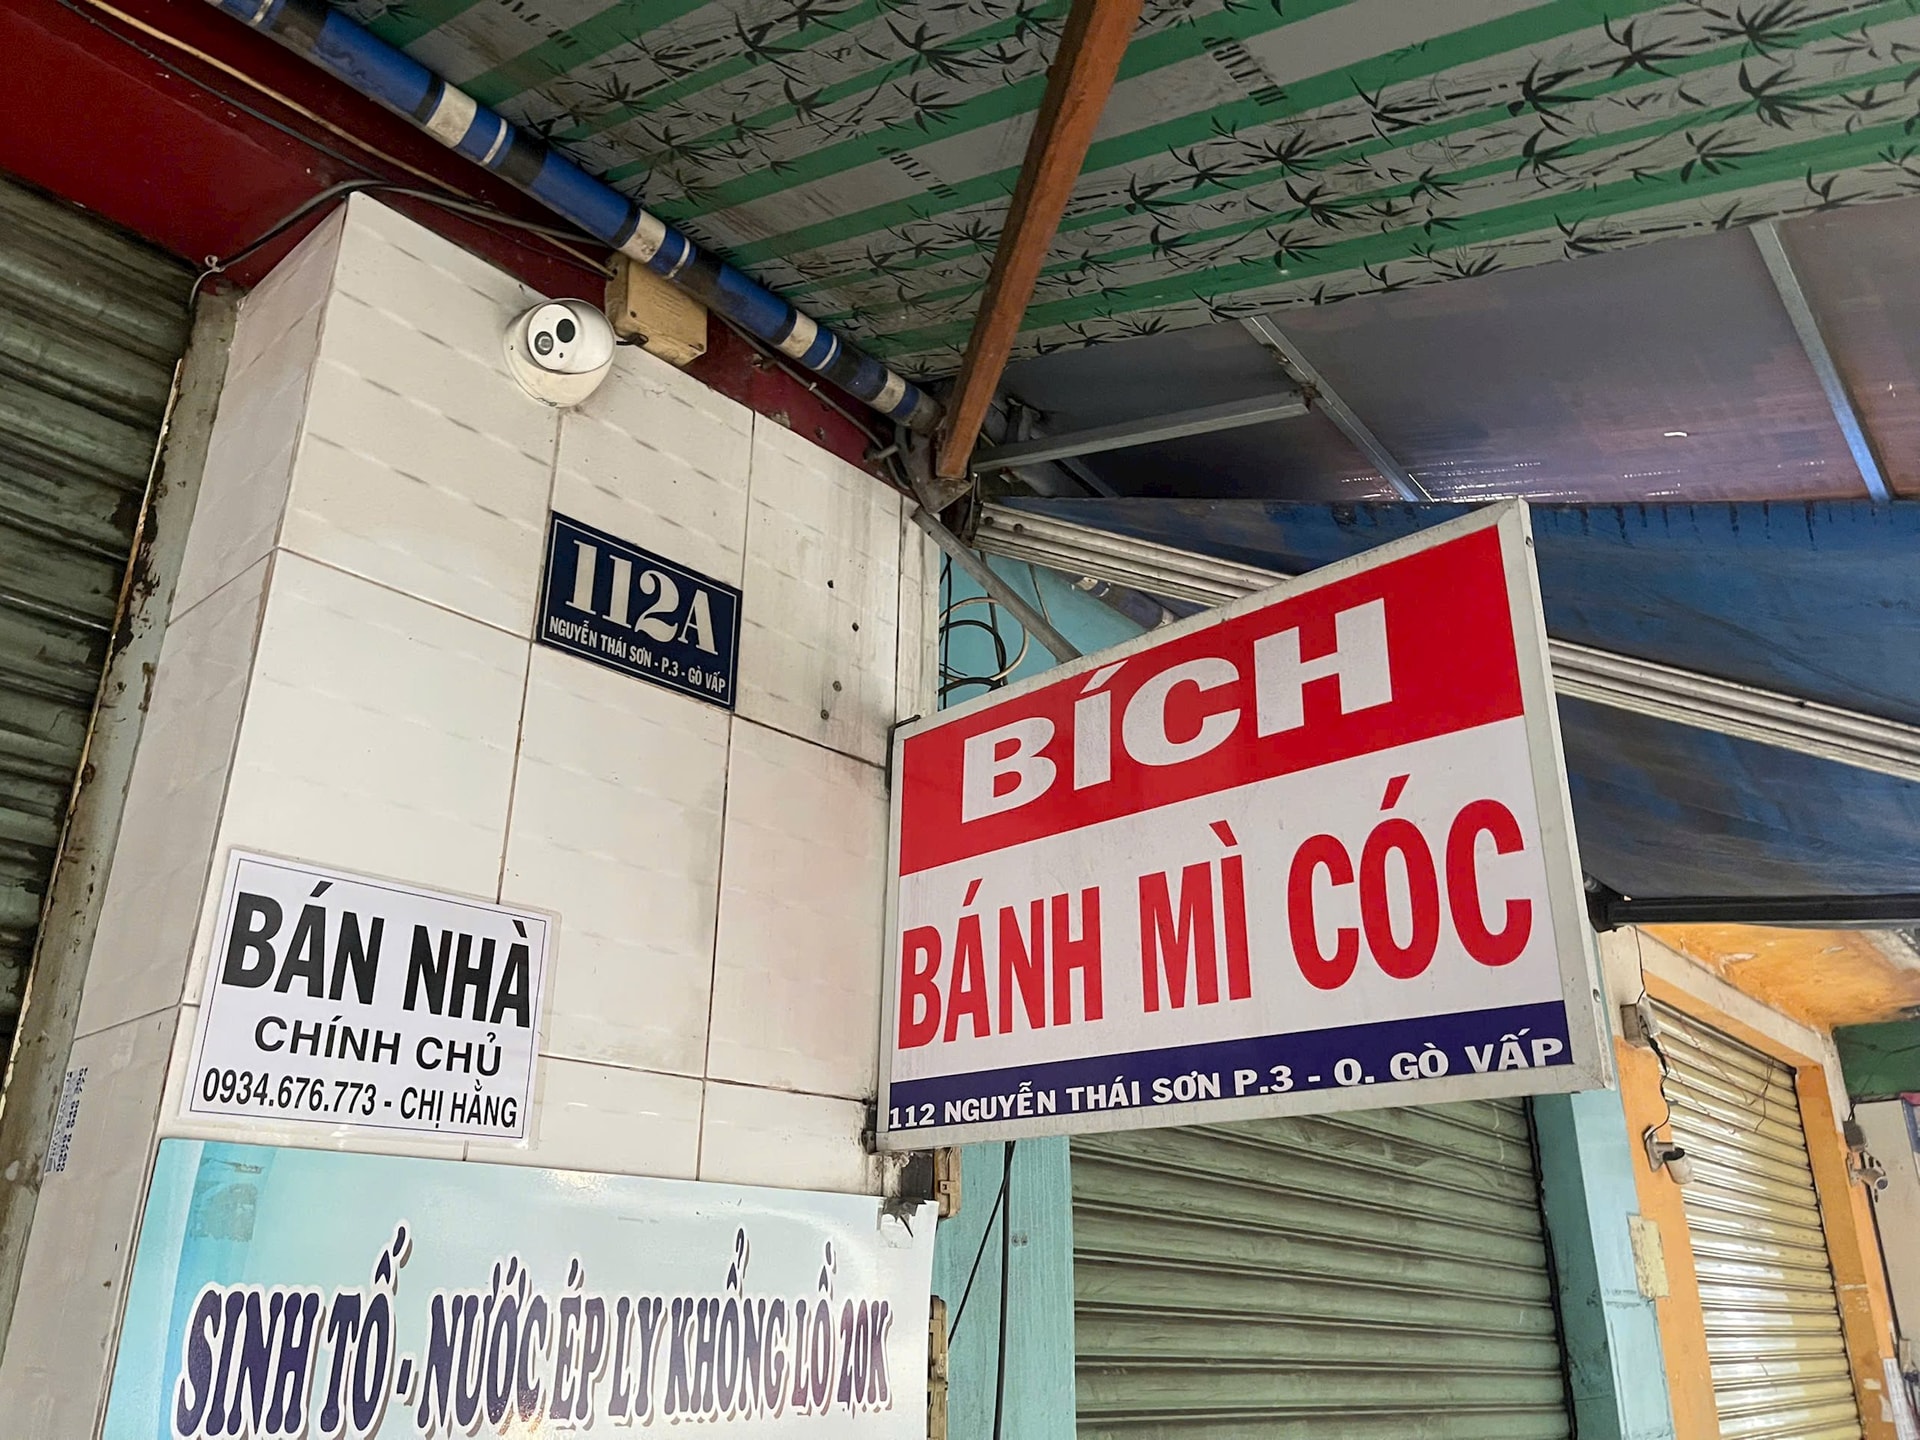 112A
NGUYỄN THÁI SƠN - P.3 - GÒ VẤP
BÍCH
BÁNH MÌ CÓC
112 NGUYỄN THÁI SƠN P.3 - Q. GÒ VẤP
BÁN NHÀ
CHÍNH CHỦ
0934.676.773 - CHỊ HẰNG
SINH TỐ - NƯỚC ÉP LY KHỔNG LỒ 20K